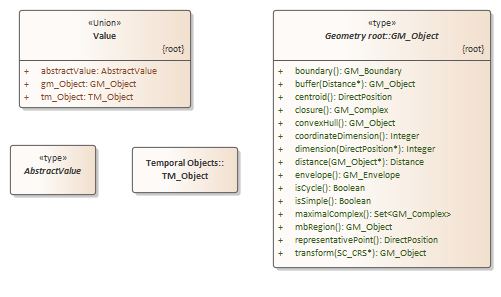 «Union»
Value
{root}
+ abstractValue: AbstractValue
+ gm_Object: GM_Object
+ tm_Object: TM_Object
«type»
AbstractValue
Temporal Objects::
TM_Object
«type»
Geometry root::GM_Object
{root}
+ boundary(): GM_Boundary
+ buffer(Distance*): GM_Object
+ centroid(): DirectPosition
+ closure(): GM_Complex
+ convexHull(): GM_Object
+ coordinateDimension(): Integer
+ dimension(DirectPosition*): Integer
+ distance(GM_Object*): Distance
+ envelope(): GM_Envelope
+ isCycle(): Boolean
+ isSimple(): Boolean
+ maximalComplex(): Set<GM_Complex>
+ mbRegion(): GM_Object
+ representativePoint(): DirectPosition
+ transform(SC_CRS*): GM_Object